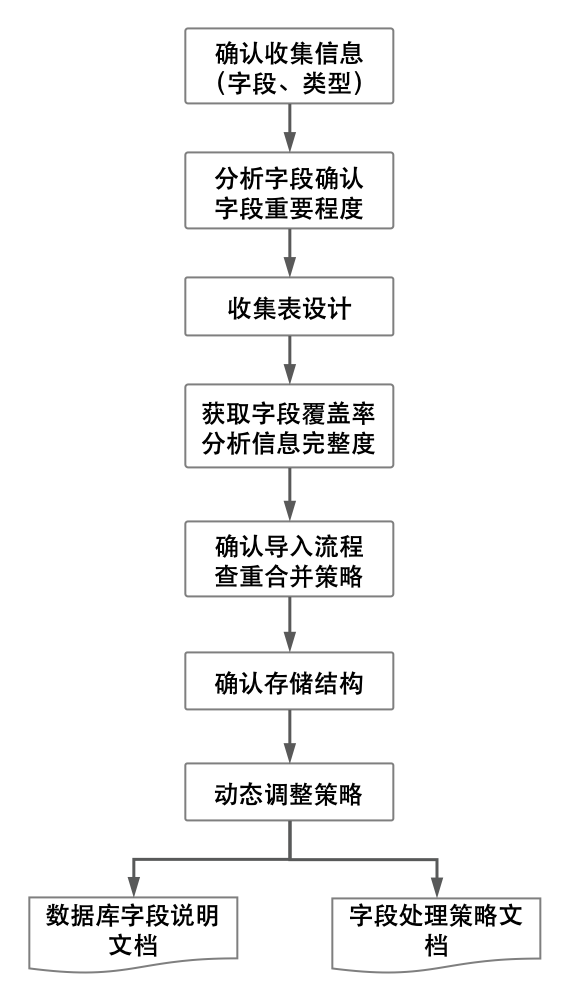 确认收集信息
（字段、类型）
分析字段确认
字段重要程度
收集表设计
获取字段覆盖率
分析信息完整度
确认导入流程
查重合并策略
确认存储结构
动态调整策略
数据库字段说明
文档
字段处理策略文
档